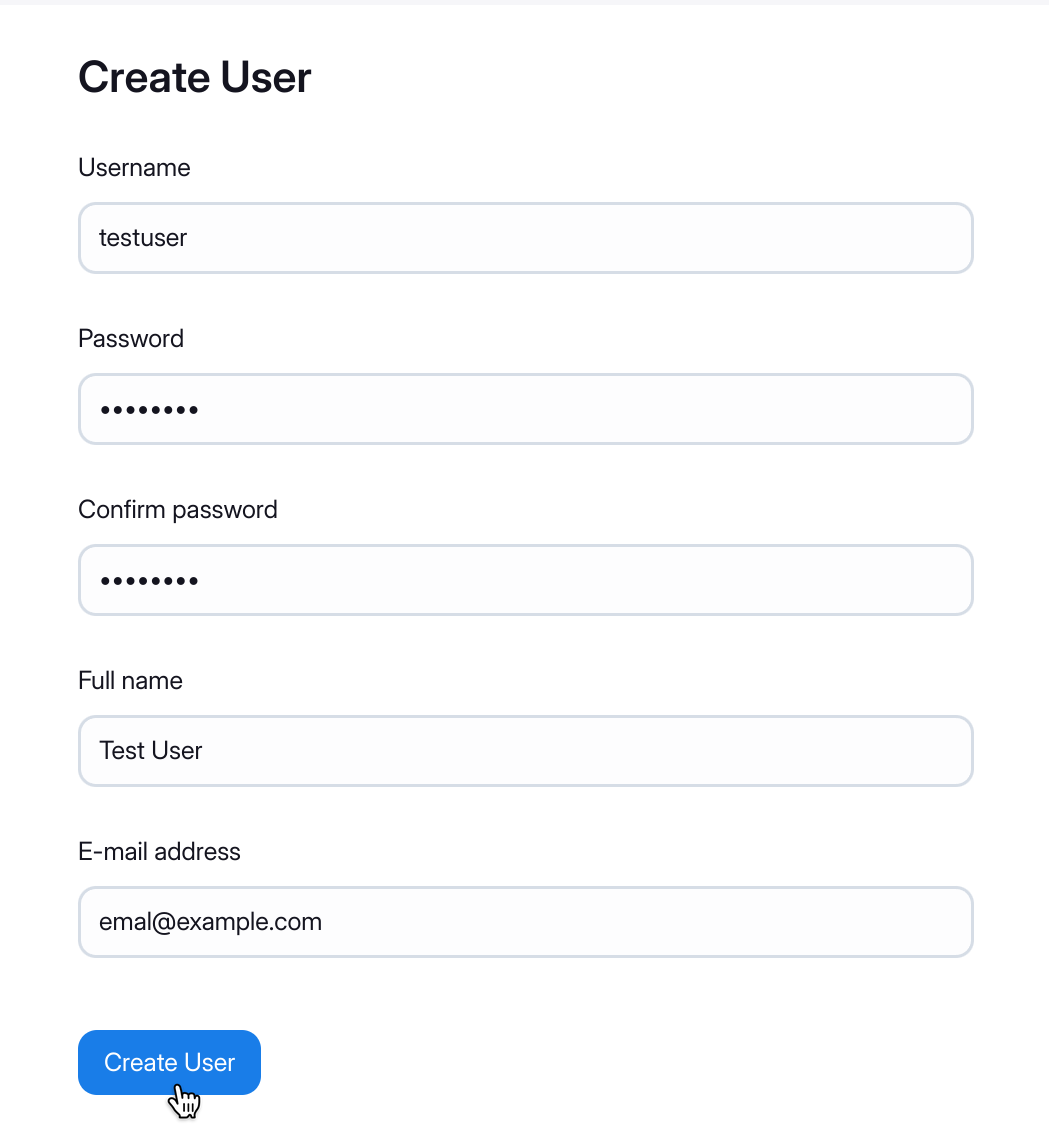 Create User
Username
testuser
Password
••••••••
Confirm password
••••••••
Full name
Test User
E-mail address
emal@example.com
Create User